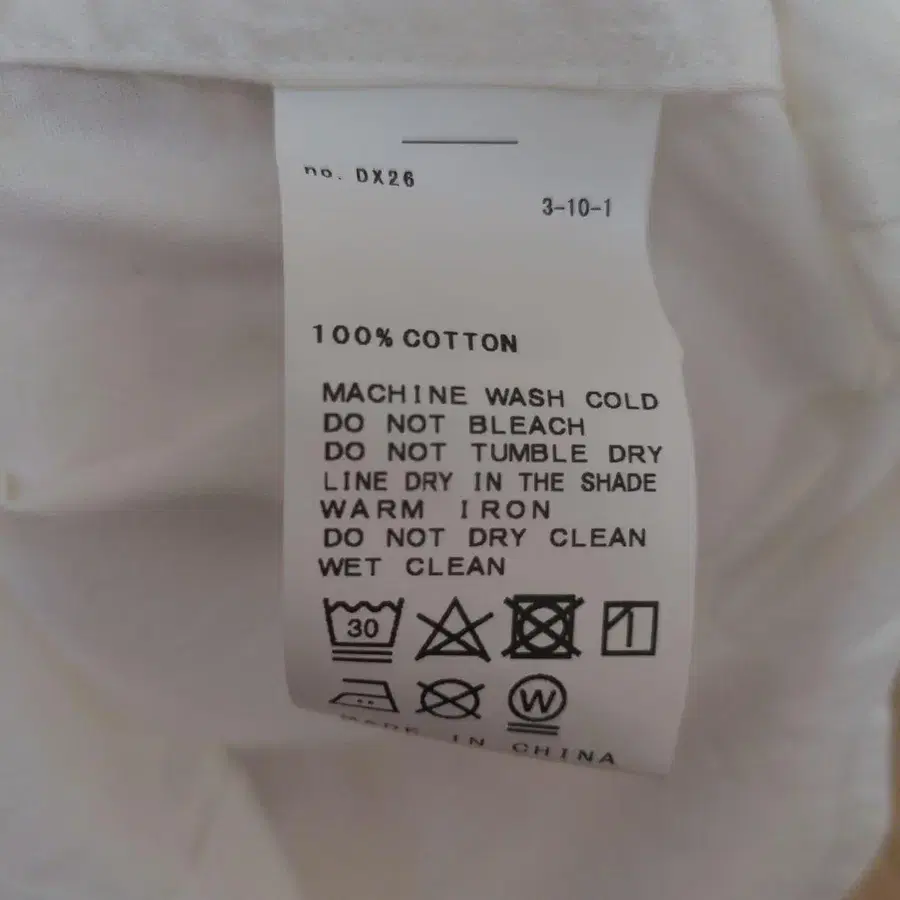 no. DX26
3-10-1
100% COTTON
MACHINE WASH COLD
DO NOT BLEACH
DO NOT TUMBLE DRY
LINE DRY IN THE SHADE
WARM IRON
DO NOT DRY CLEAN
WET CLEAN
30
W
MADE IN CHINA